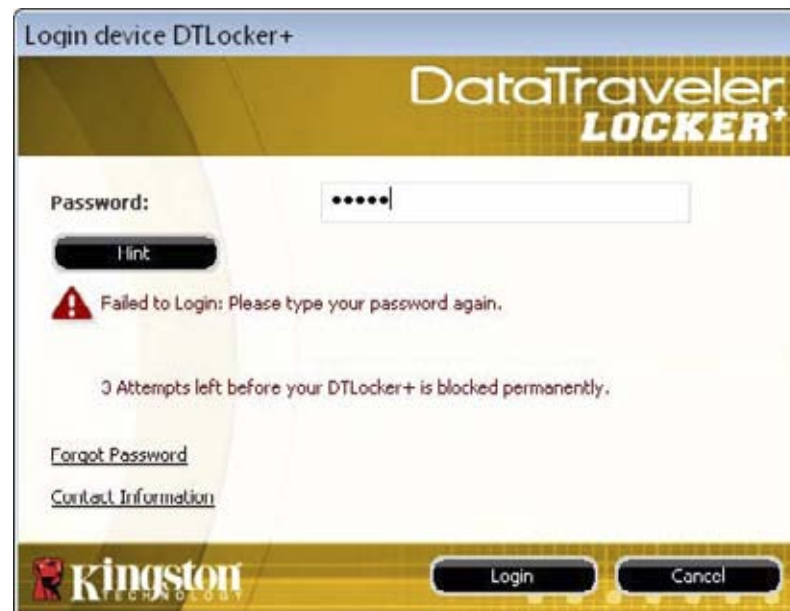 Login device DTLocker+
DataTraveler
LOCKER+
Password:
Hint
Failed to Login: Please type your password again.
3 Attempts left before your DTLocker+ is blocked permanently.
Forgot Password
Contact Information
Kingston
TECHNOLOGY
Login
Cancel